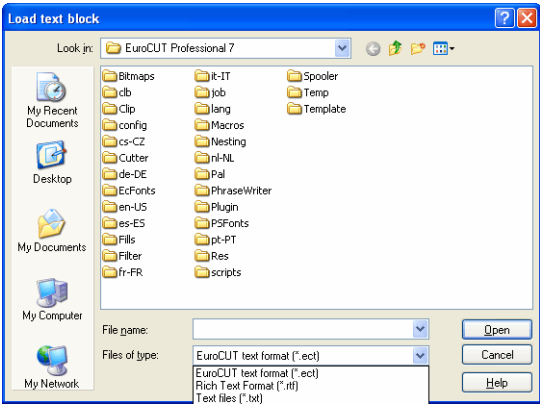 Load text block
Look in:
EuroCUT Professional 7
My Recent
Documents
Desktop
My Documents
My Computer
My Network
Bitmaps
clb
Clip
config
cs-CZ
Cutter
de-DE
EcFonts
en-US
es-ES
Fills
Filter
fr-FR
it-IT
job
lang
Macros
Nesting
nl-NL
Pal
PhraseWriter
Plugin
PSFonts
pt-PT
Res
scripts
Spooler
Temp
Template
File name:
Open
Files of type:
EuroCUT text format (*.ect)
Cancel
EuroCUT text format (*.ect)
Rich Text Format (*.rtf)
Text files (*.txt)
Help